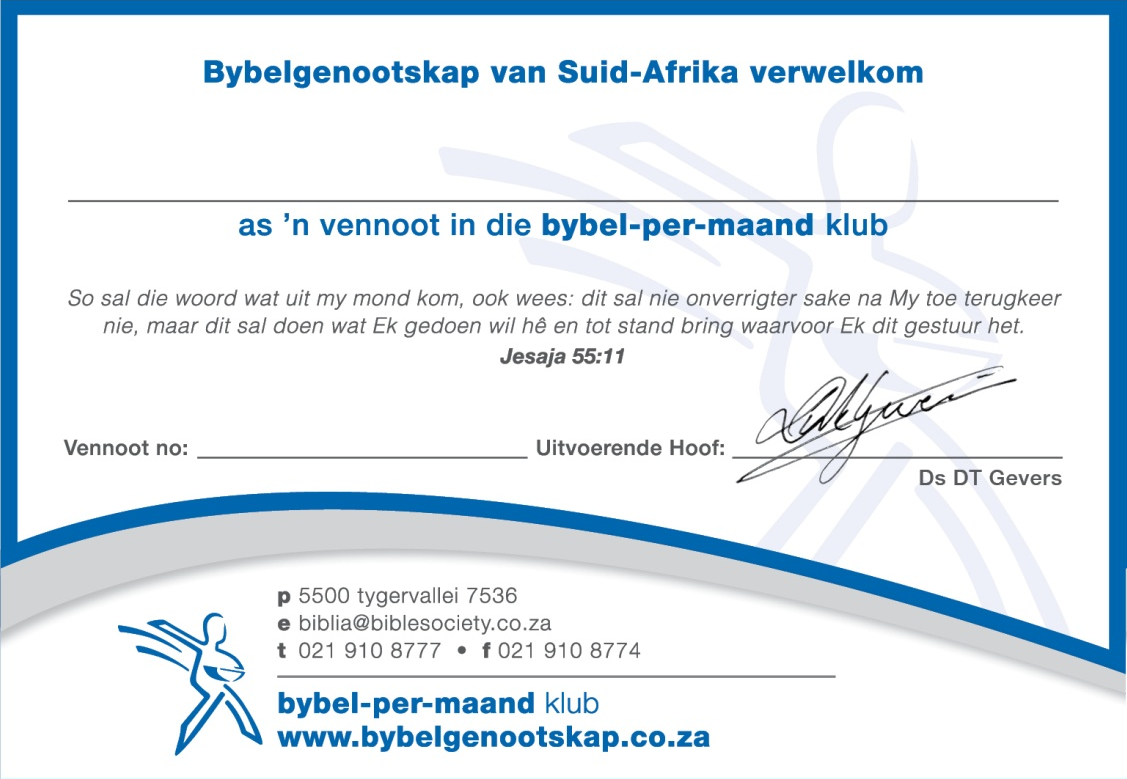 Bybelgenootskap van Suid-Afrika verwelkom
as 'n vennoot in die bybel-per-maand klub
So sal die woord wat uit my mond kom, ook wees: dit sal nie onverrigter sake na My toe terugkeer
nie, maar dit sal doen wat Ek gedoen wil hê en tot stand bring waarvoor Ek dit gestuur het.
Jesaja 55:11
Vennoot no: Uitvoerende Hoof:
Ds DT Gevers
p 5500 tygervallei 7536
e biblia@biblesociety.co.za
t 021 910 8777 • f 021 910 8774
bybel-per-maand klub
www.bybelgenootskap.co.za